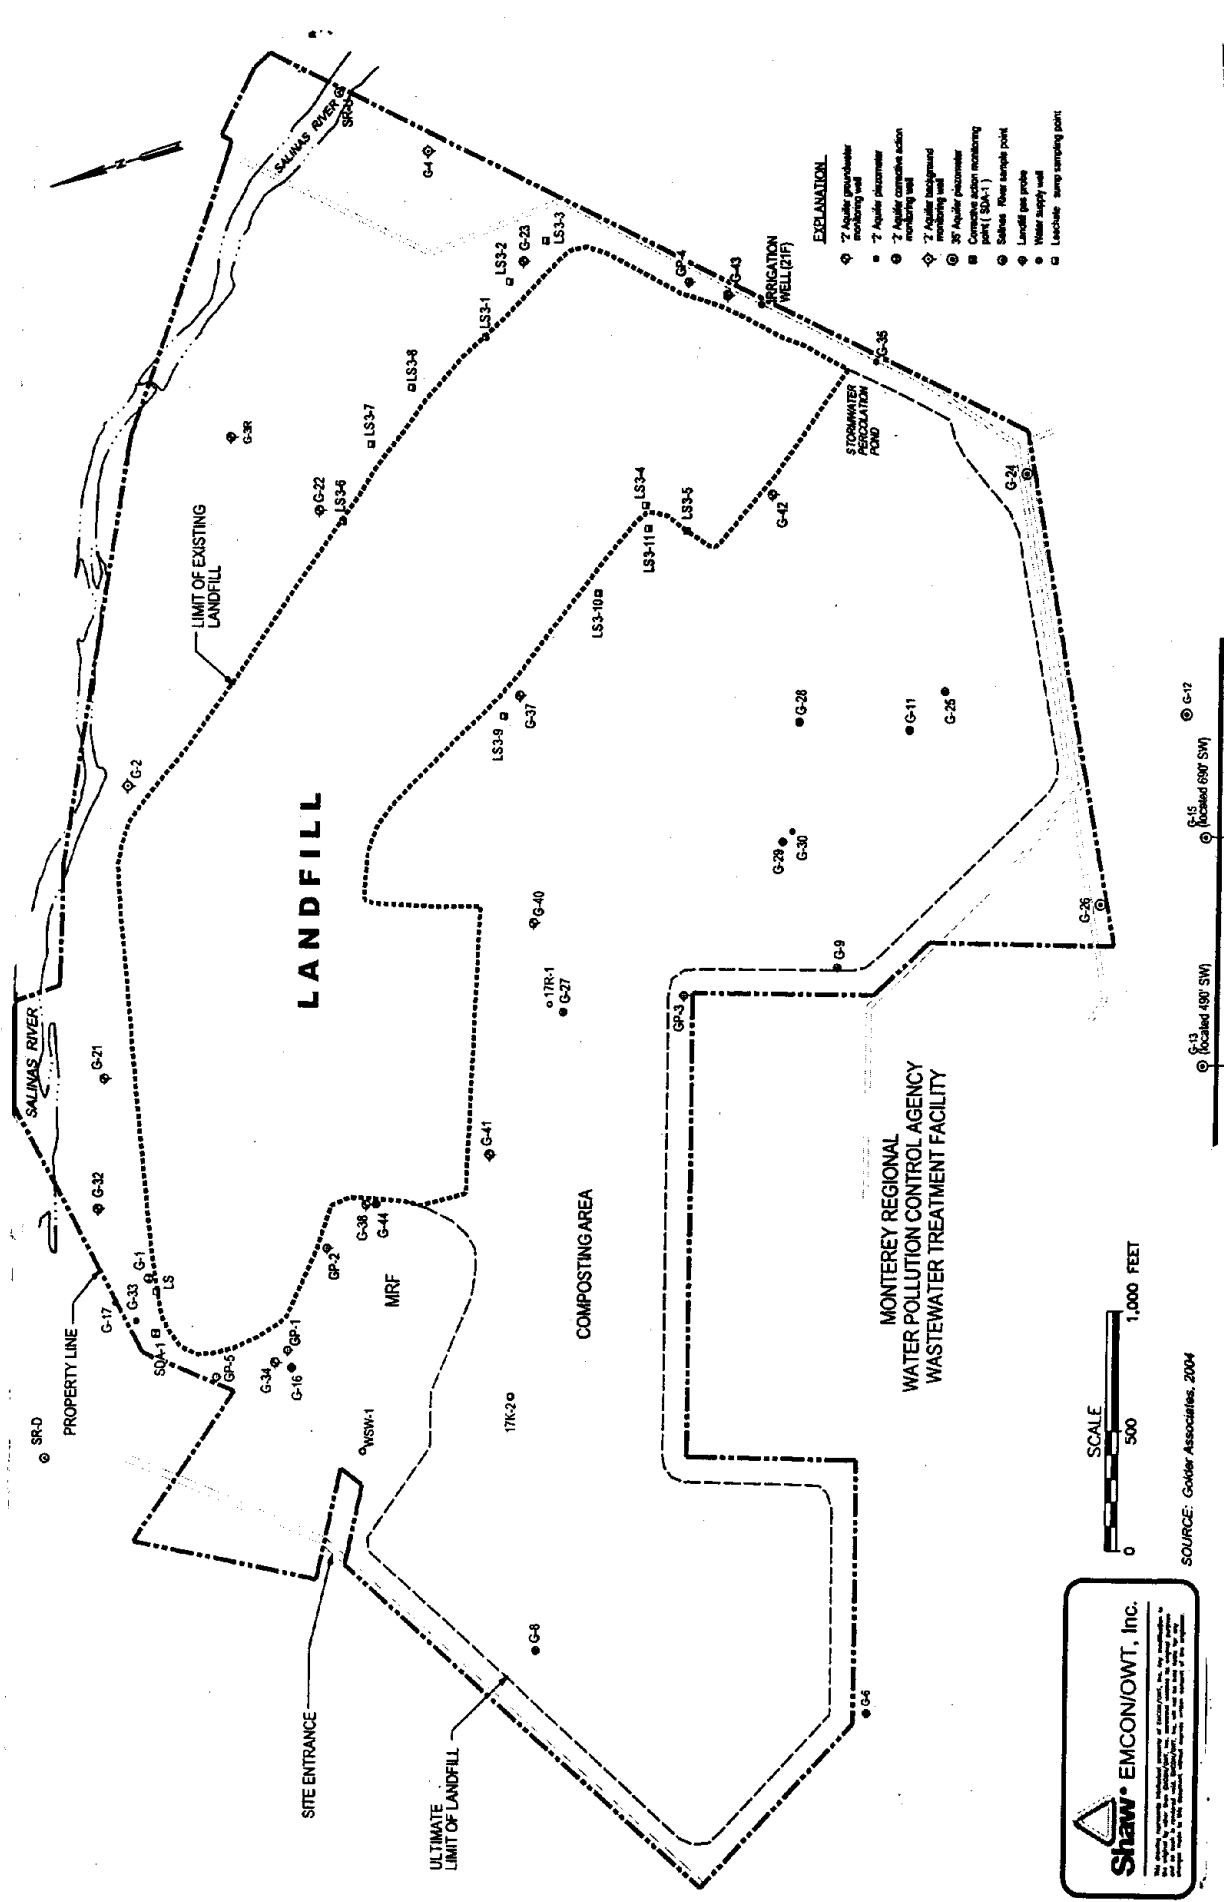 SALINAS RIVER
SR-U
G-4
G-23
LS3-3
LS3-2
LS3-1
LS3-8
LS3-7
G-3R
G-22
LS3-6
LIMIT OF EXISTING
LANDFILL
GP-4
G-43
IRRIGATION
WELL(21F)
G-35
STORMWATER
PERCOLATION
POND
G-24
LS3-4
LS3-5
G-42
LS3-11
LS3-10
G-37
LS3-9
G-2
G-28
G-11
G-25
G-29
G-30
G-26
G-9
GP-3
G-40
17R-1
G-27
LANDFILL
SALINAS RIVER
G-21
G-32
G-41
G-1
G-33
LS
G-17
SDA-1
PROPERTY LINE
GP-5
G-34
GP-1
G-16
GP-2
G-38
G-44
MRF
COMPOSTING AREA
SR-D
WSW-1
17K-2
SITE ENTRANCE
ULTIMATE
LIMIT OF LANDFILL
G-8
G-6
MONTEREY REGIONAL
WATER POLLUTION CONTROL AGENCY
WASTEWATER TREATMENT FACILITY
G-12
G-15
(located 690' SW)
G-13
(located 490' SW)
EXPLANATION
'2' Aquifer groundwater
monitoring well
'2' Aquifer piezometer
'2' Aquifer corrective action
monitoring well
'2' Aquifer background
monitoring well
35' Aquifer piezometer
Corrective action monitoring
point ( SDA-1 )
Salinas River sample point
Landfill gas probe
Water supply well
Leachate sump sampling point
SCALE
0 500 1,000 FEET
SOURCE: Golder Associates, 2004
Shaw EMCON/OWT, Inc.